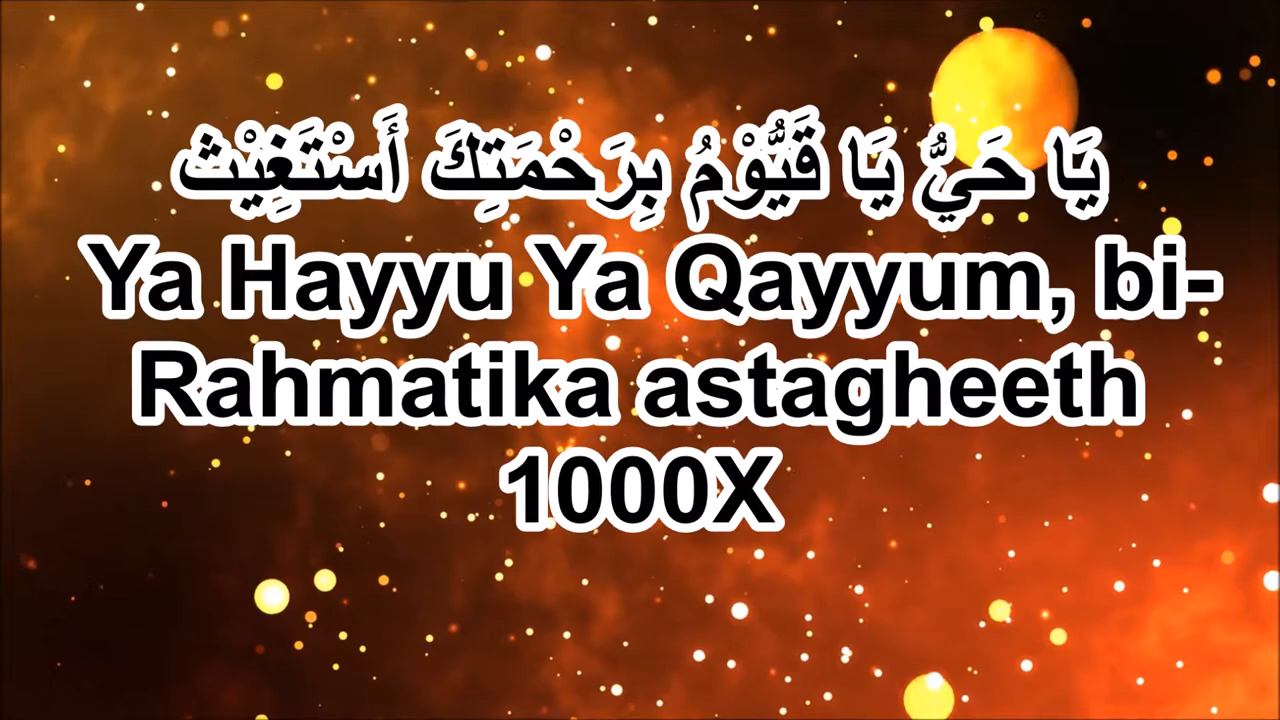 يَا حَيُّ يَا قَيُّوْمُ بِرَحْمَتِكَ أَسْتَغِيْث
Ya Hayyu Ya Qayyum, bi-
Rahmatika astagheeth
1000X